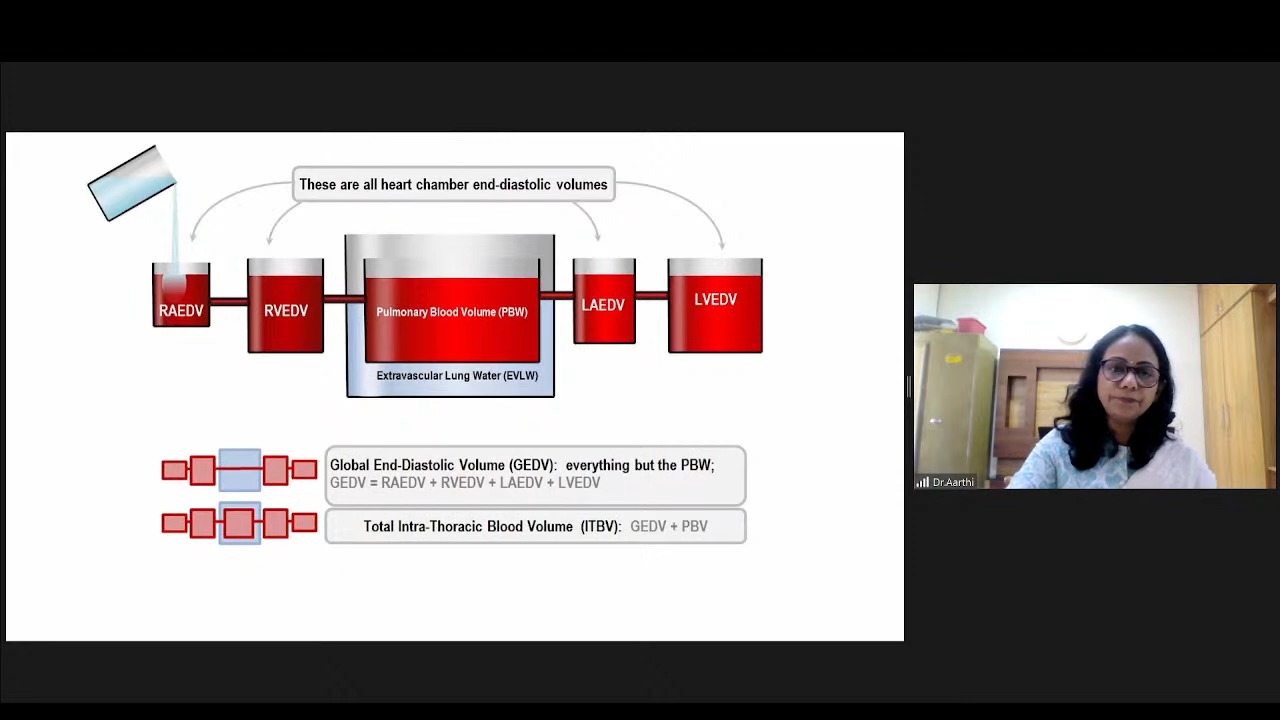 These are all heart chamber end-diastolic volumes
RAEDV
RVEDV
Pulmonary Blood Volume (PBW)
Extravascular Lung Water (EVLW)
LAEDV
LVEDV
Global End-Diastolic Volume (GEDV): everything but the PBW;
GEDV = RAEDV + RVEDV + LAEDV + LVEDV
Total Intra-Thoracic Blood Volume (ITBV): GEDV + PBV
Dr.Aarthi